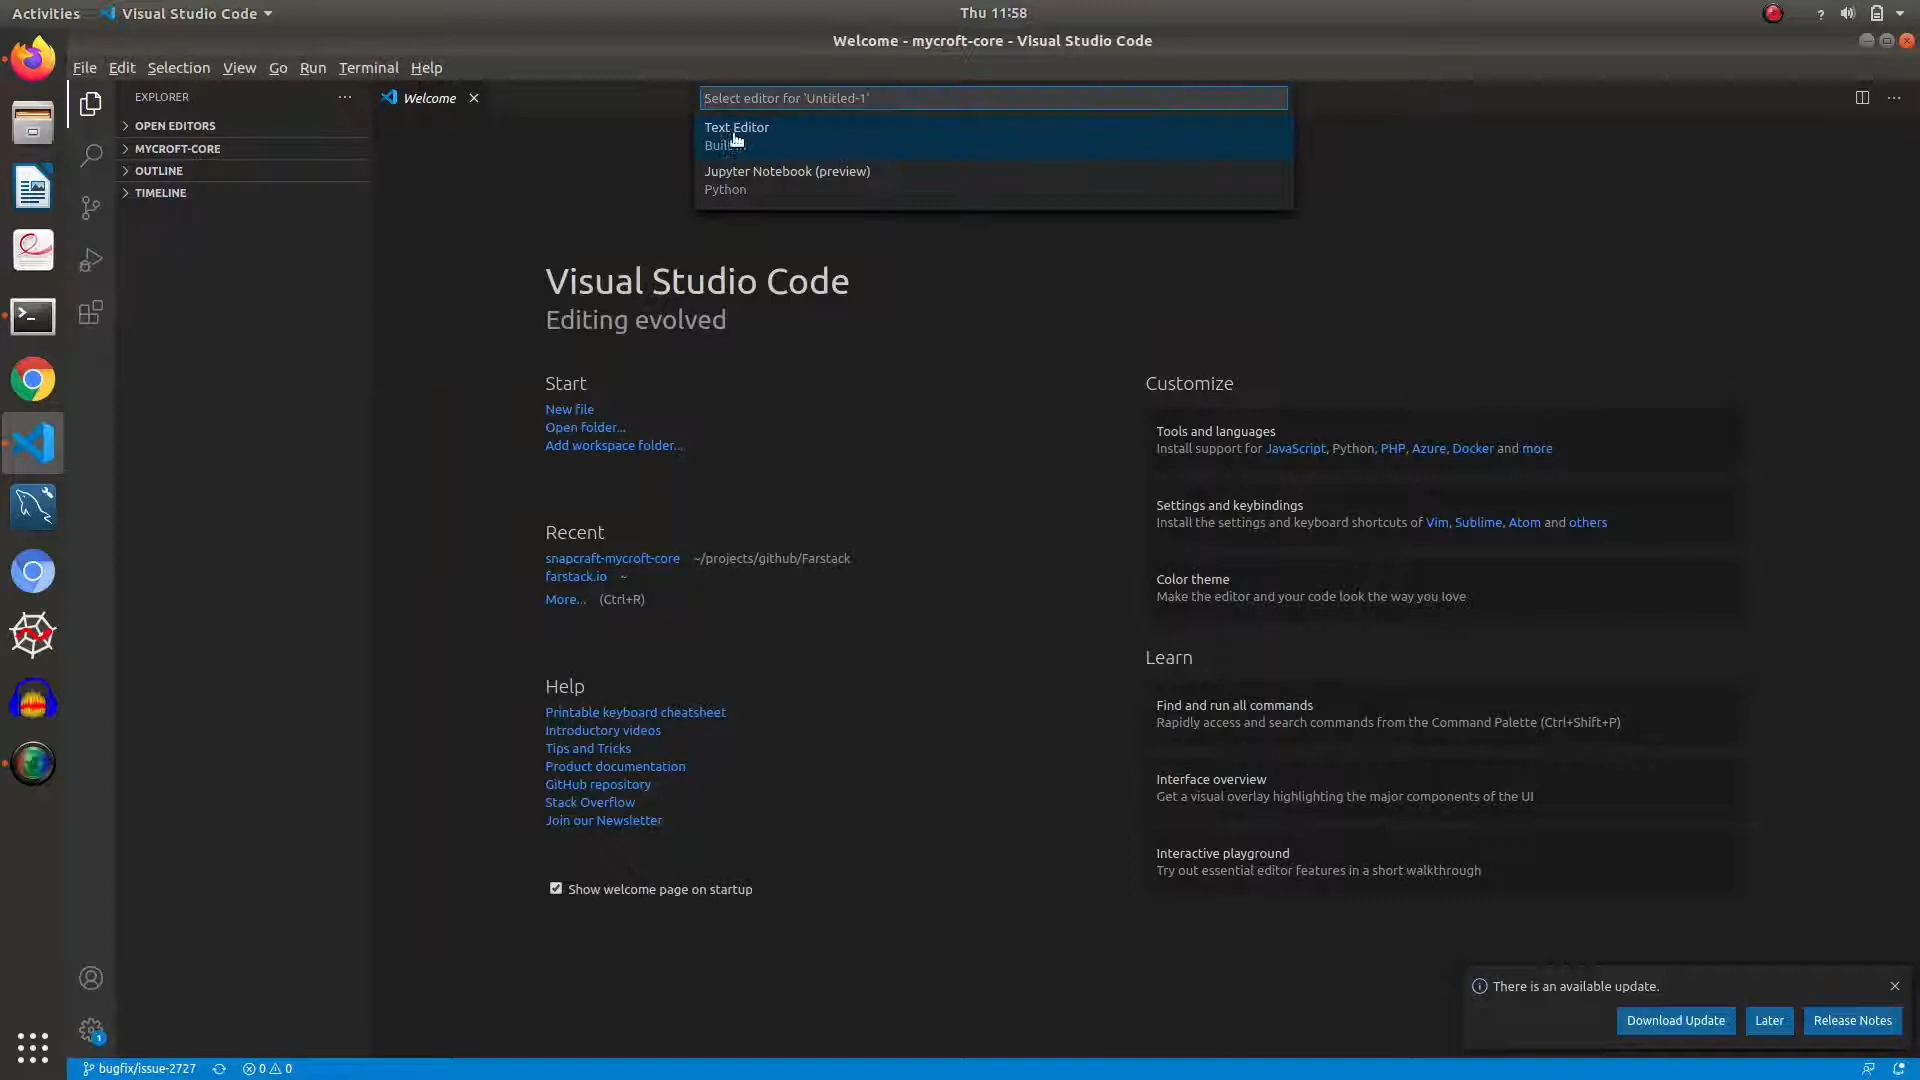 Activities
Visual Studio Code
Thu 11:58
?
Welcome - mycroft-core - Visual Studio Code
File Edit Selection View Go Run Terminal Help
EXPLORER
Welcome
Select editor for 'Untitled-1'
Text Editor
Jupyter Notebook (preview)
Python
OPEN EDITORS
MYCROFT-CORE
OUTLINE
TIMELINE
Visual Studio Code
Editing evolved
Start
New file
Open folder...
Add workspace folder...
Recent
snapcraft-mycroft-core ~/projects/github/Farstack
farstack.io ~
More... (Ctrl+R)
Help
Printable keyboard cheatsheet
Introductory videos
Tips and Tricks
Product documentation
GitHub repository
Stack Overflow
Join our Newsletter
Show welcome page on startup
Customize
Tools and languages
Install support for JavaScript, Python, PHP, Azure, Docker and more
Settings and keybindings
Install the settings and keyboard shortcuts of Vim, Sublime, Atom and others
Color theme
Make the editor and your code look the way you love
Learn
Find and run all commands
Rapidly access and search commands from the Command Palette (Ctrl+Shift+P)
Interface overview
Get a visual overlay highlighting the major components of the UI
Interactive playground
Try out essential editor features in a short walkthrough
There is an available update.
Download Update
Later
Release Notes
1
bugfix/issue-2727
0 0